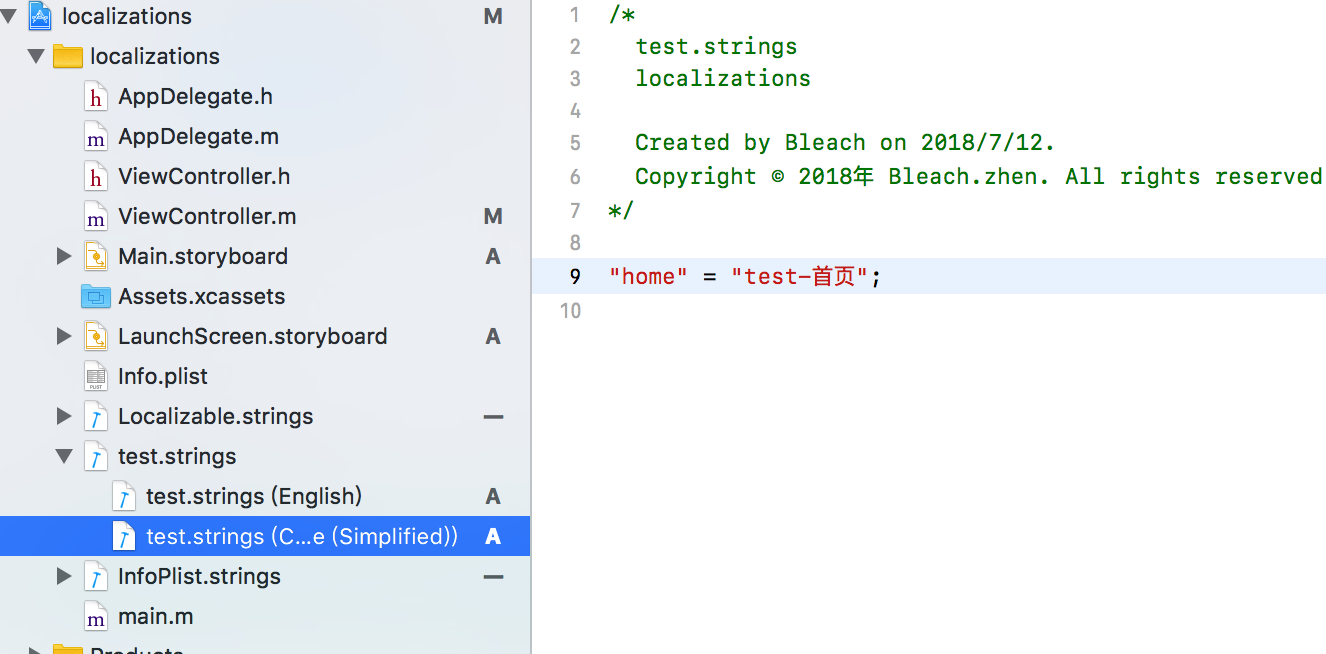 localizations M
localizations
AppDelegate.h
AppDelegate.m
ViewController.h
ViewController.m M
Main.storyboard A
Assets.xcassets
LaunchScreen.storyboard A
Info.plist
Localizable.strings —
test.strings
test.strings (English) A
test.strings (C...e (Simplified)) A
InfoPlist.strings —
main.m
Products
1 /*
2 test.strings
3 localizations
4
5 Created by Bleach on 2018/7/12.
6 Copyright © 2018年 Bleach.zhen. All rights reserved
7 */
8
9 "home" = "test-首页";
10